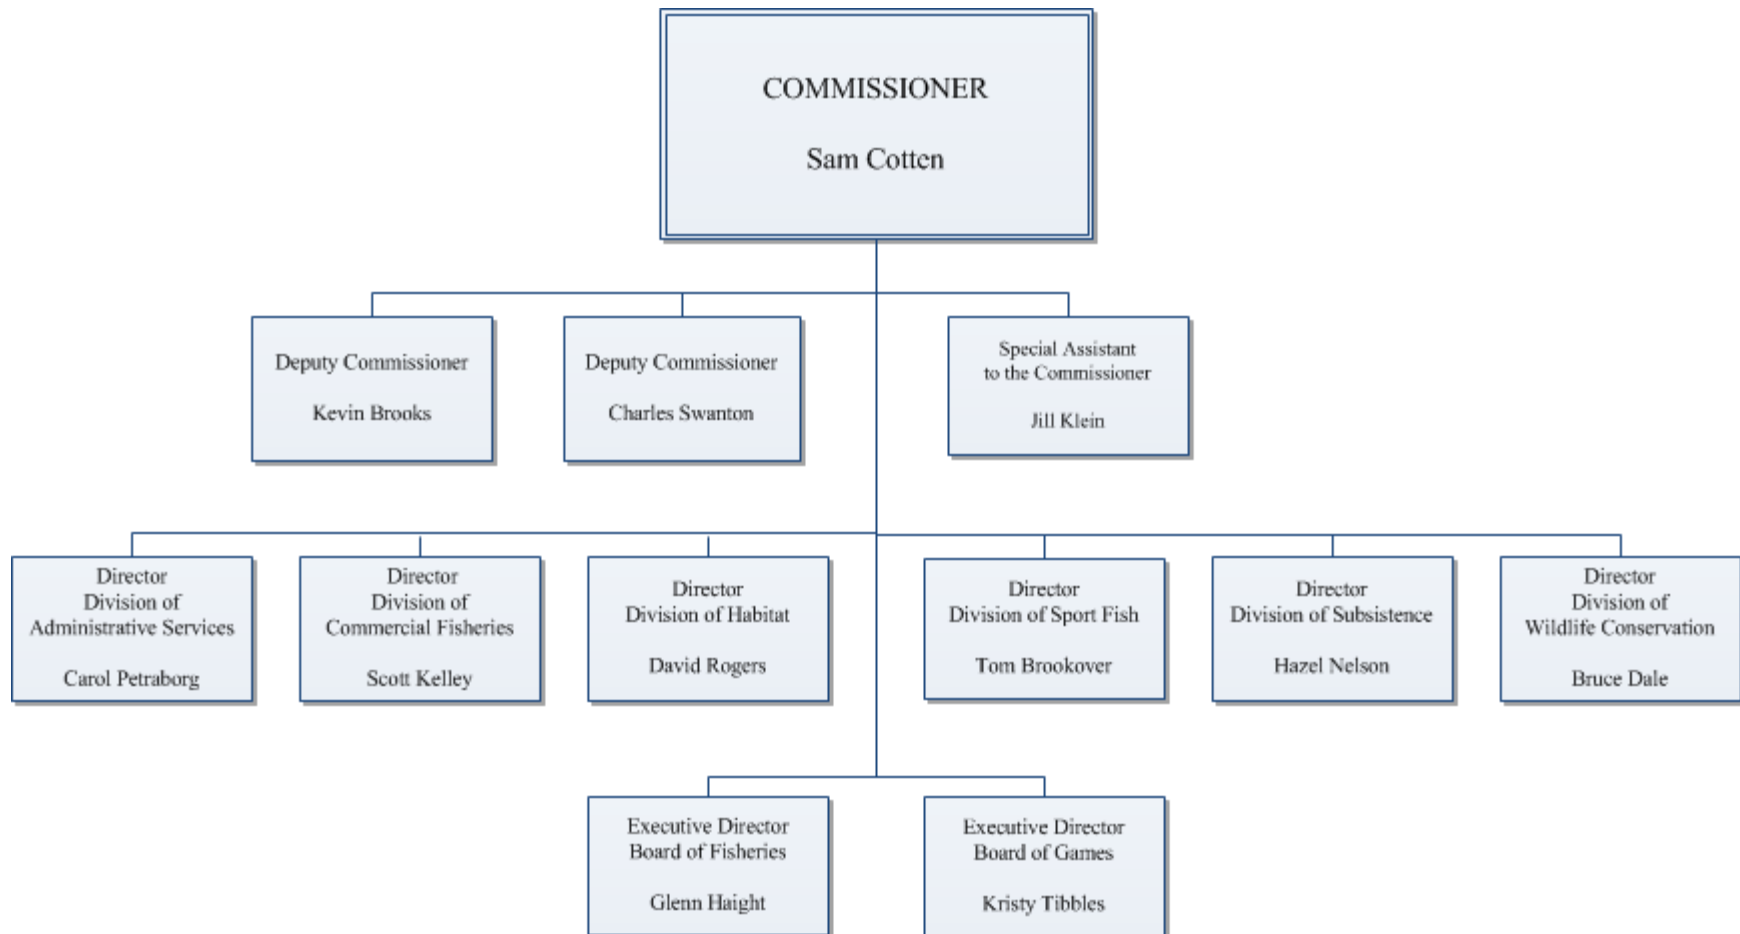 COMMISSIONER
Sam Cotten
Deputy Commissioner
Kevin Brooks
Deputy Commissioner
Charles Swanton
Special Assistant
to the Commissioner
Jill Klein
Director
Division of
Administrative Services
Carol Petraborg
Director
Division of
Commercial Fisheries
Scott Kelley
Director
Division of Habitat
David Rogers
Director
Division of Sport Fish
Tom Brookover
Director
Division of Subsistence
Hazel Nelson
Director
Division of
Wildlife Conservation
Bruce Dale
Executive Director
Board of Fisheries
Glenn Haight
Executive Director
Board of Games
Kristy Tibbles